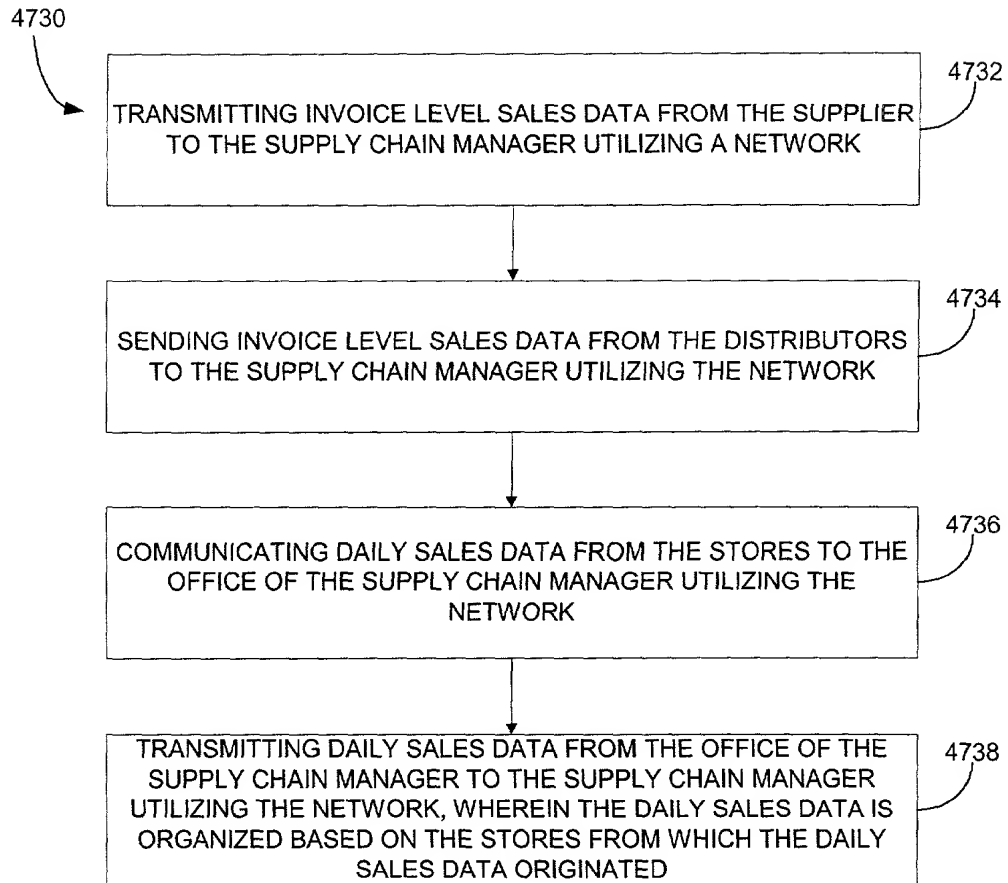 4730
4732
TRANSMITTING INVOICE LEVEL SALES DATA FROM THE SUPPLIER
TO THE SUPPLY CHAIN MANAGER UTILIZING A NETWORK
4734
SENDING INVOICE LEVEL SALES DATA FROM THE DISTRIBUTORS
TO THE SUPPLY CHAIN MANAGER UTILIZING THE NETWORK
4736
COMMUNICATING DAILY SALES DATA FROM THE STORES TO THE
OFFICE OF THE SUPPLY CHAIN MANAGER UTILIZING THE
NETWORK
4738
TRANSMITTING DAILY SALES DATA FROM THE OFFICE OF THE
SUPPLY CHAIN MANAGER TO THE SUPPLY CHAIN MANAGER
UTILIZING THE NETWORK, WHEREIN THE DAILY SALES DATA IS
ORGANIZED BASED ON THE STORES FROM WHICH THE DAILY
SALES DATA ORIGINATED